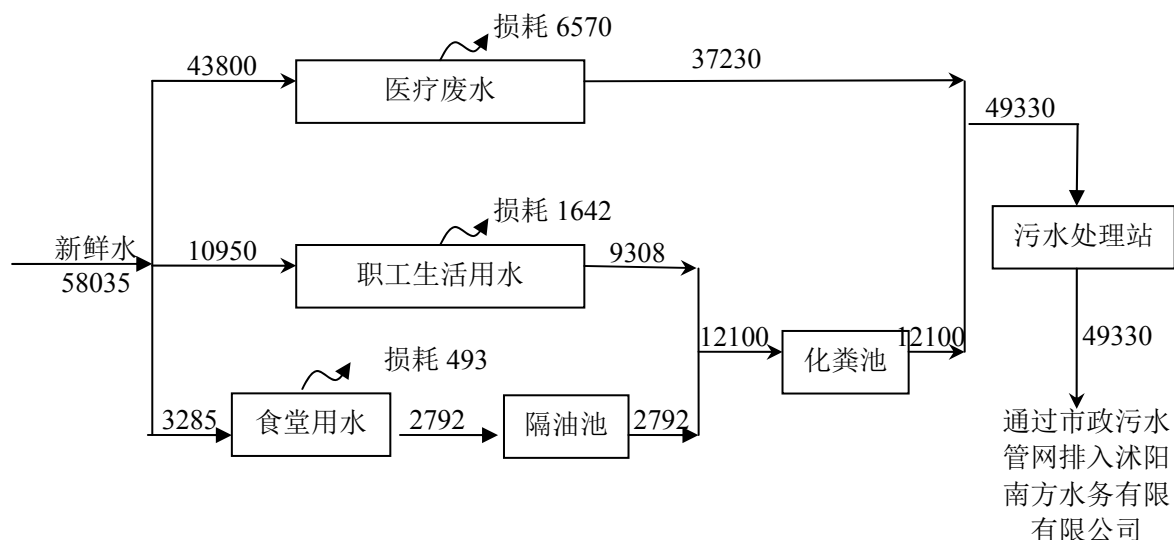 损耗 6570
43800
医疗废水
37230
49330
损耗 1642
新鲜水
58035
10950
职工生活用水
9308
污水处理站
12100
化粪池
12100
49330
损耗 493
3285
食堂用水
2792
隔油池
2792
通过市政污水
管网排入沭阳
南方水务有限
有限公司